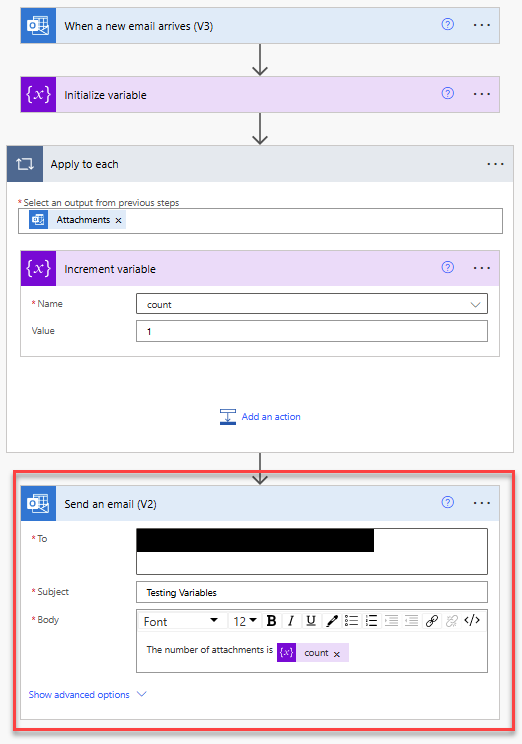 When a new email arrives (V3)
{x} Initialize variable
Apply to each
* Select an output from previous steps
Attachments ×
{x} Increment variable
* Name count
Value 1
Add an action
Send an email (V2)
* To
* Subject Testing Variables
* Body Font 12 B I U </>
The number of attachments is {x} count ×
Show advanced options